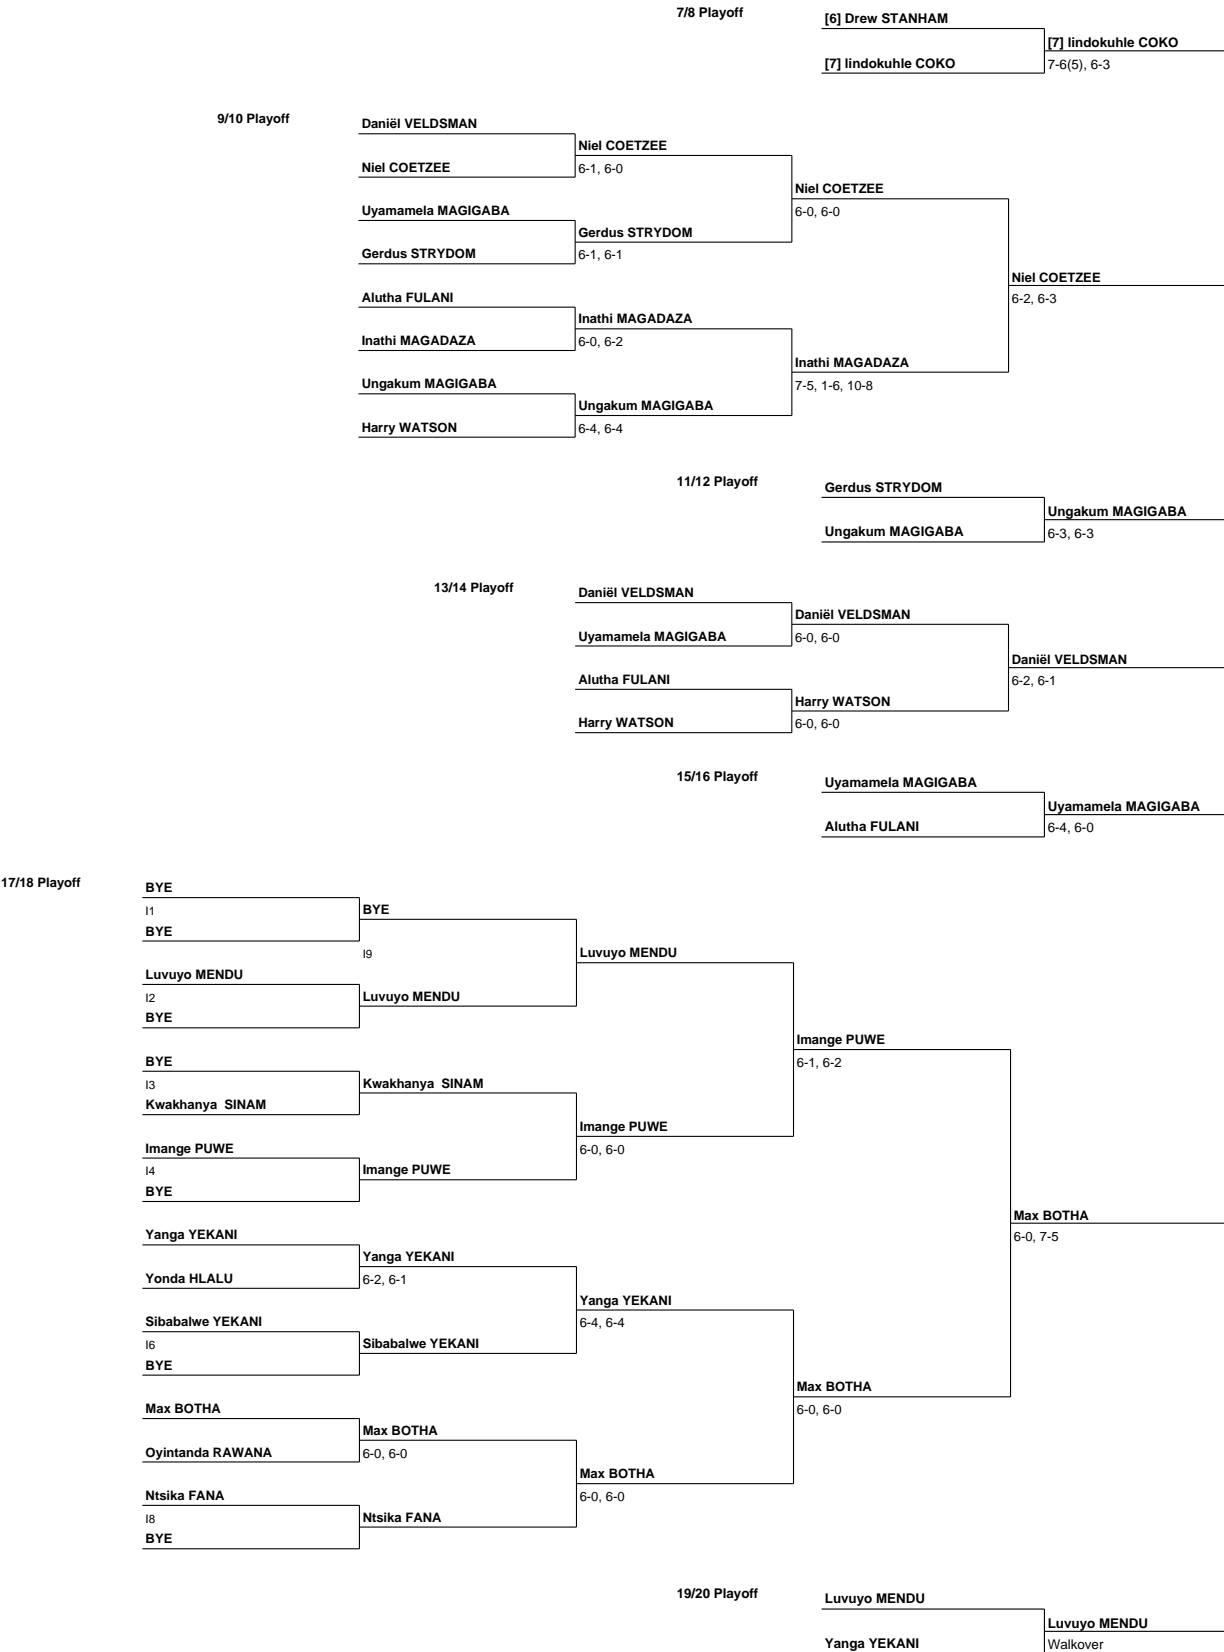 7/8 Playoff
[6] Drew STANHAM
[7] lindokuhle COKO
[7] lindokuhle COKO
7-6(5), 6-3
9/10 Playoff
Daniël VELDSMAN
Niel COETZEE
Niel COETZEE
6-1, 6-0
Niel COETZEE
6-0, 6-0
Uyamamela MAGIGABA
Gerdus STRYDOM
Gerdus STRYDOM
6-1, 6-1
Niel COETZEE
6-2, 6-3
Alutha FULANI
Inathi MAGADAZA
Inathi MAGADAZA
6-0, 6-2
Inathi MAGADAZA
7-5, 1-6, 10-8
Ungakum MAGIGABA
Ungakum MAGIGABA
Harry WATSON
6-4, 6-4
11/12 Playoff
Gerdus STRYDOM
Ungakum MAGIGABA
Ungakum MAGIGABA
6-3, 6-3
13/14 Playoff
Daniël VELDSMAN
Daniël VELDSMAN
Uyamamela MAGIGABA
6-0, 6-0
Daniël VELDSMAN
6-2, 6-1
Alutha FULANI
Harry WATSON
Harry WATSON
6-0, 6-0
15/16 Playoff
Uyamamela MAGIGABA
Uyamamela MAGIGABA
Alutha FULANI
6-4, 6-0
17/18 Playoff
BYE
I1
BYE
BYE
I9
Luvuyo MENDU
Luvuyo MENDU
I2
Luvuyo MENDU
BYE
Imange PUWE
6-1, 6-2
BYE
I3
Kwakhanya  SINAM
Kwakhanya  SINAM
Imange PUWE
6-0, 6-0
Imange PUWE
I4
Imange PUWE
BYE
Max BOTHA
6-0, 7-5
Yanga YEKANI
Yanga YEKANI
Yonda HLALU
6-2, 6-1
Yanga YEKANI
6-4, 6-4
Sibabalwe YEKANI
I6
Sibabalwe YEKANI
BYE
Max BOTHA
6-0, 6-0
Max BOTHA
Max BOTHA
Oyintanda RAWANA
6-0, 6-0
Max BOTHA
6-0, 6-0
Ntsika FANA
I8
Ntsika FANA
BYE
19/20 Playoff
Luvuyo MENDU
Luvuyo MENDU
Yanga YEKANI
Walkover